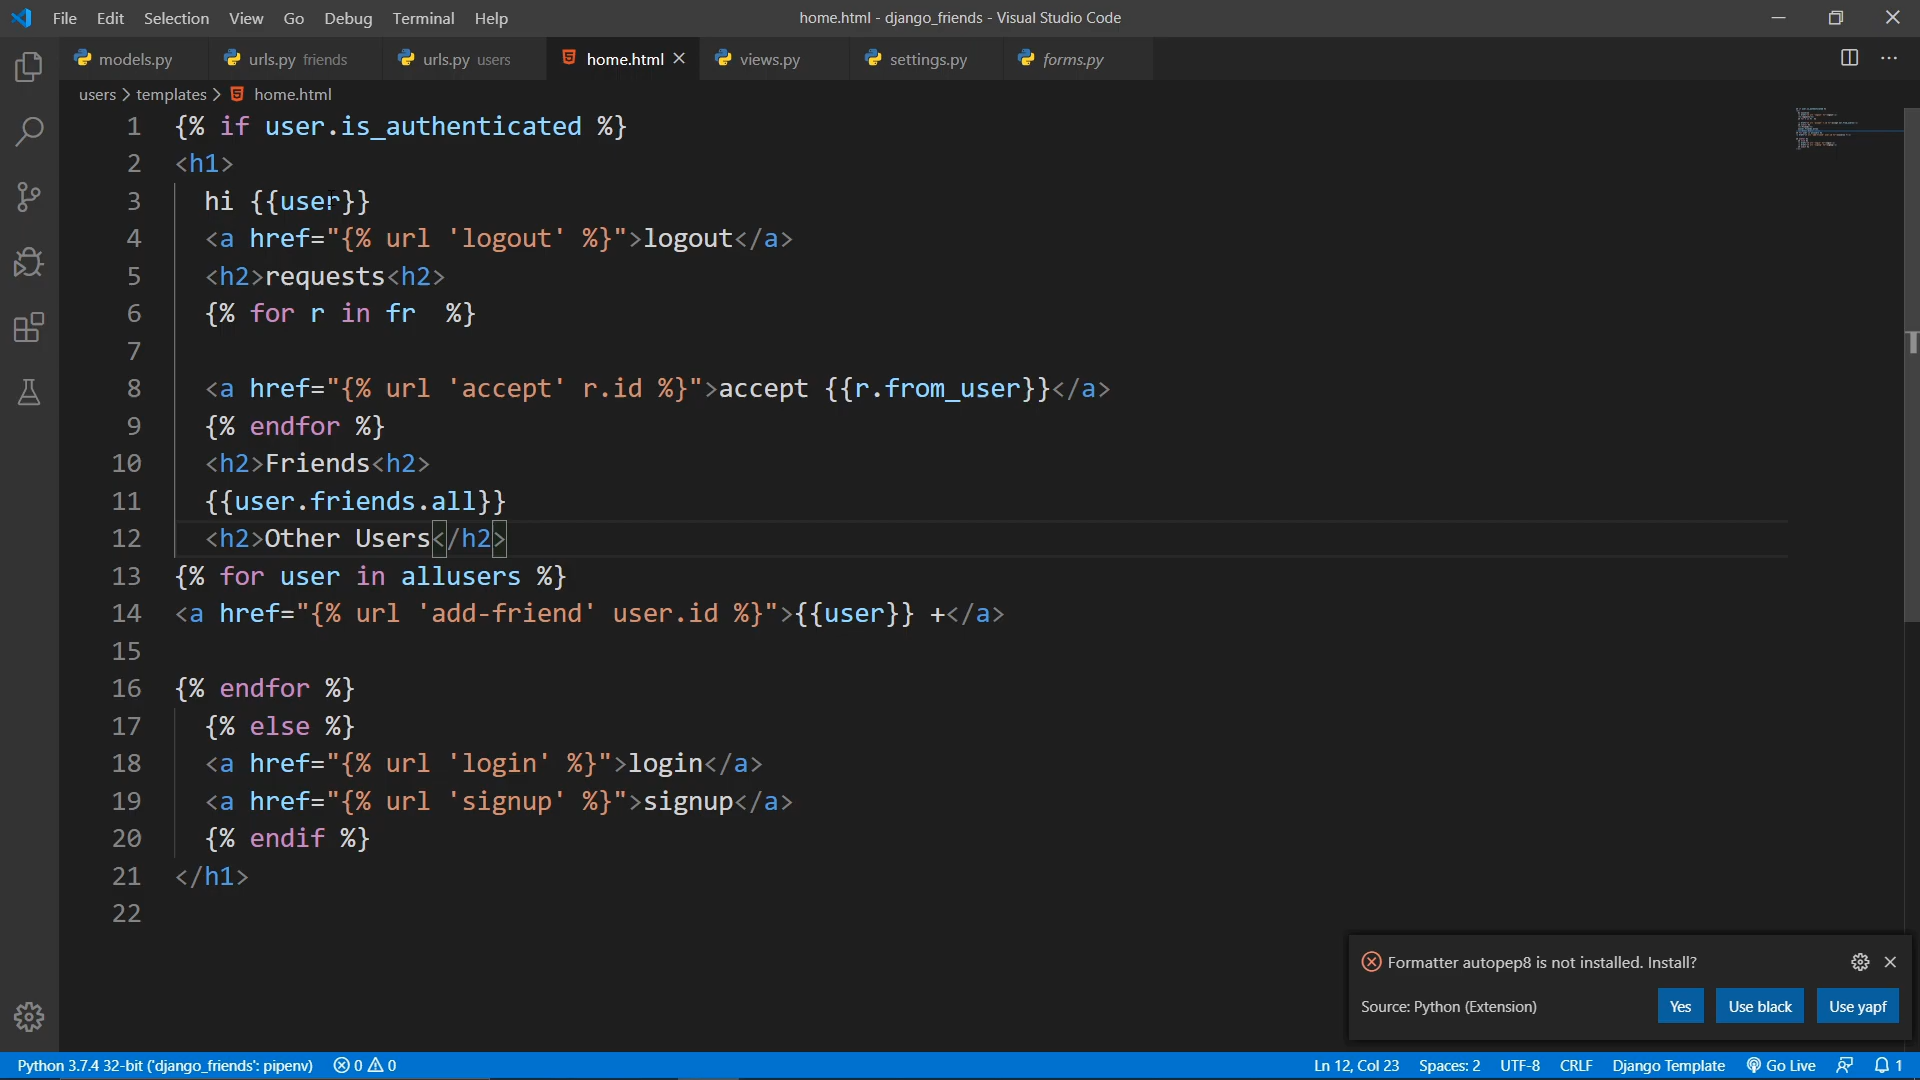 File Edit Selection View Go Debug Terminal Help
home.html - django_friends - Visual Studio Code
models.py urls.py friends urls.py users home.html views.py settings.py forms.py
users > templates > home.html
1 {% if user.is_authenticated %}
2 <h1>
3 hi {{user}}
4 <a href="{% url 'logout' %}">logout</a>
5 <h2>requests<h2>
6 {% for r in fr  %}
7
8 <a href="{% url 'accept' r.id %}">accept {{r.from_user}}</a>
9 {% endfor %}
10 <h2>Friends<h2>
11 {{user.friends.all}}
12 <h2>Other Users</h2>
13 {% for user in allusers %}
14 <a href="{% url 'add-friend' user.id %}">{{user}} +</a>
15
16 {% endfor %}
17 {% else %}
18 <a href="{% url 'login' %}">login</a>
19 <a href="{% url 'signup' %}">signup</a>
20 {% endif %}
21 </h1>
22
Formatter autopep8 is not installed. Install?
Source: Python (Extension) Yes Use black Use yapf
Python 3.7.4 32-bit ('django_friends': pipenv) 0 0 Ln 12, Col 23 Spaces: 2 UTF-8 CRLF Django Template Go Live 1